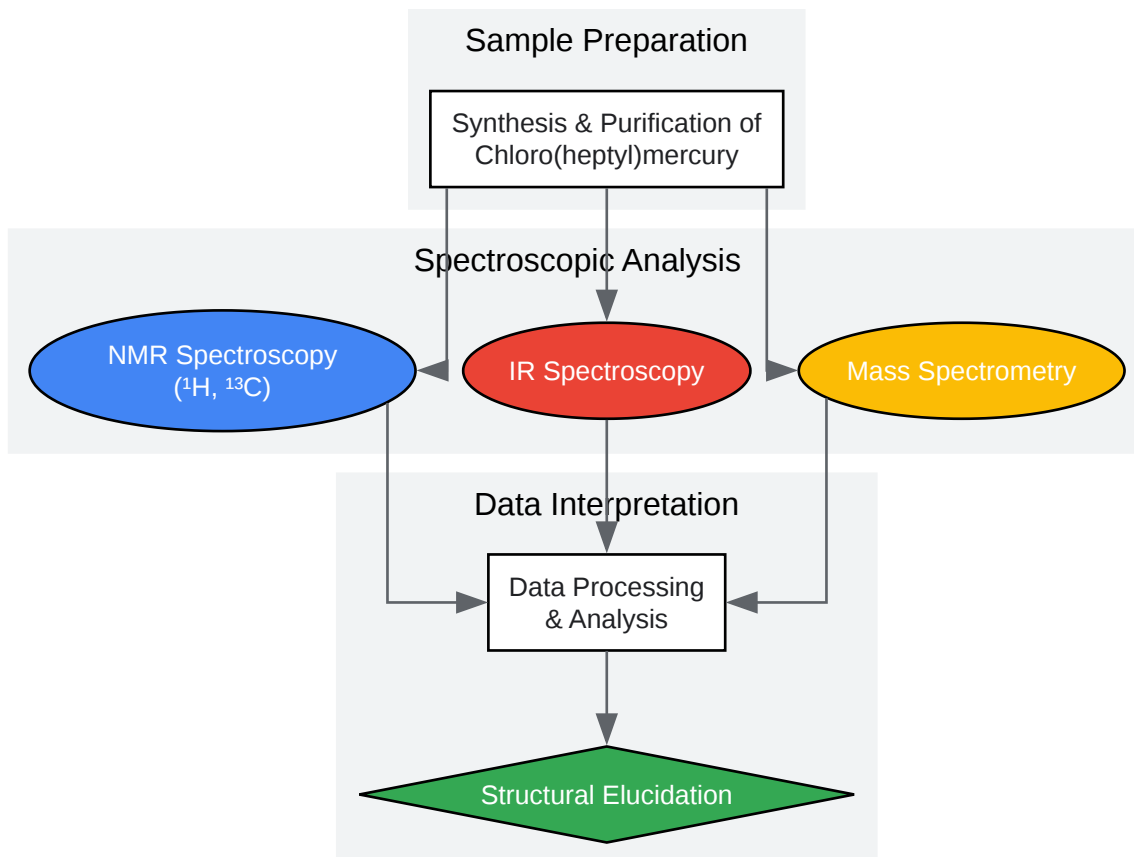 Sample Preparation
Synthesis & Purification of
Chloro(heptyl)mercury
Spectroscopic Analysis
NMR Spectroscopy
(¹H, ¹³C)
IR Spectroscopy
Mass Spectrometry
Data Interpretation
Data Processing
& Analysis
Structural Elucidation